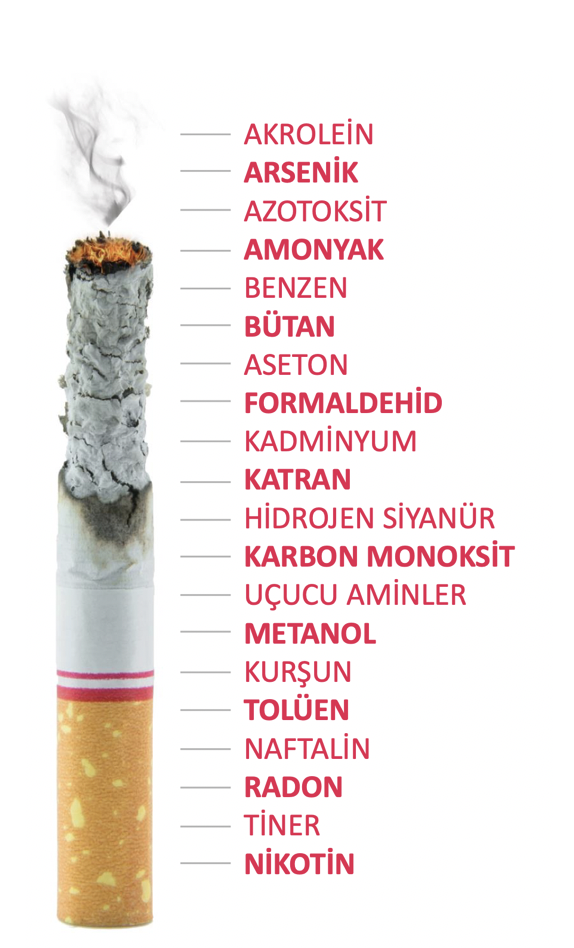 AKROLEİN
ARSENİK
AZOTOKSİT
AMONYAK
BENZEN
BÜTAN
ASETON
FORMALDEHİD
KADMİNYUM
KATRAN
HİDROJEN SİYANÜR
KARBON MONOKSİT
UÇUCU AMİNLER
METANOL
KURŞUN
TOLÜEN
NAFTALİN
RADON
TİNER
NİKOTİN